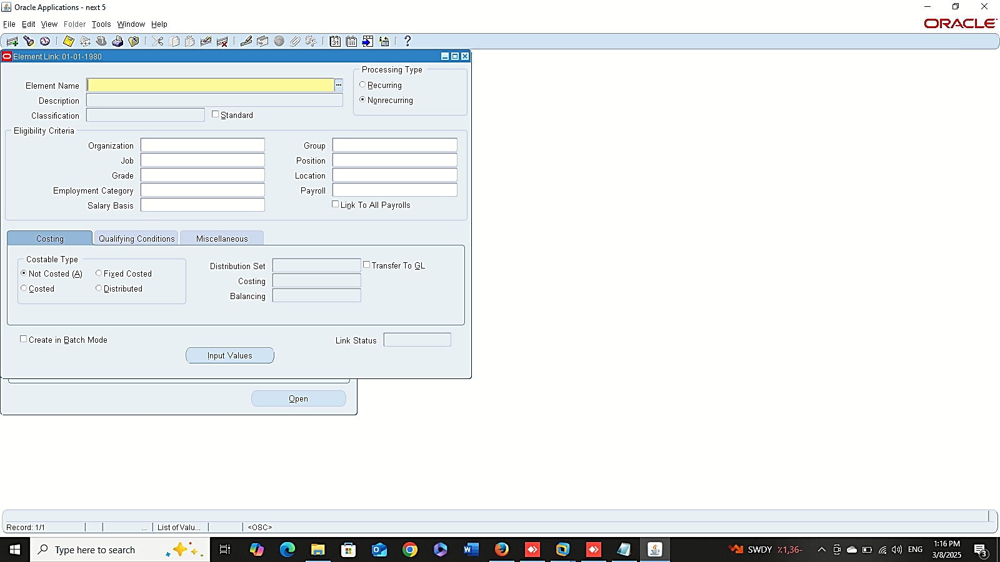 Oracle Applications - next 5
File Edit View Folder Tools Window Help
ORACLE
Element Link: 01-01-1980
Processing Type
Element Name
Recurring
Description
Nonrecurring
Classification
Standard
Eligibility Criteria
Organization
Group
Job
Position
Grade
Location
Employment Category
Payroll
Salary Basis
Link To All Payrolls
Costing
Qualifying Conditions
Miscellaneous
Costable Type
Not Costed (A)
Fixed Costed
Costed
Distributed
Distribution Set
Transfer To GL
Costing
Balancing
Create in Batch Mode
Link Status
Input Values
Open
Record: 1/1
...
List of Valu...
<OSC>
Type here to search
SWDY ٪1,36-
ENG
1:16 PM
3/8/2025
3